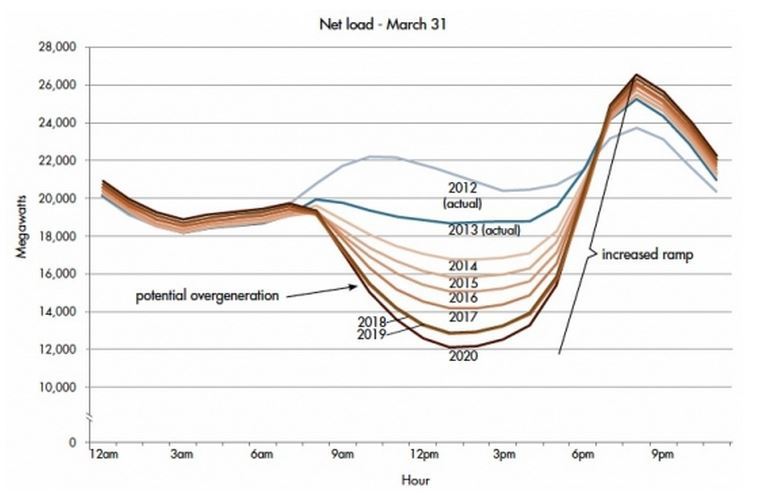 Net load - March 31
28,000
26,000
24,000
22,000
20,000
18,000
16,000
14,000
12,000
10,000
0
Megawatts
2012
(actual)
2013 (actual)
2014
2015
2016
2017
2018
2019
2020
potential overgeneration
increased ramp
12am
3am
6am
9am
12pm
3pm
6pm
9pm
Hour